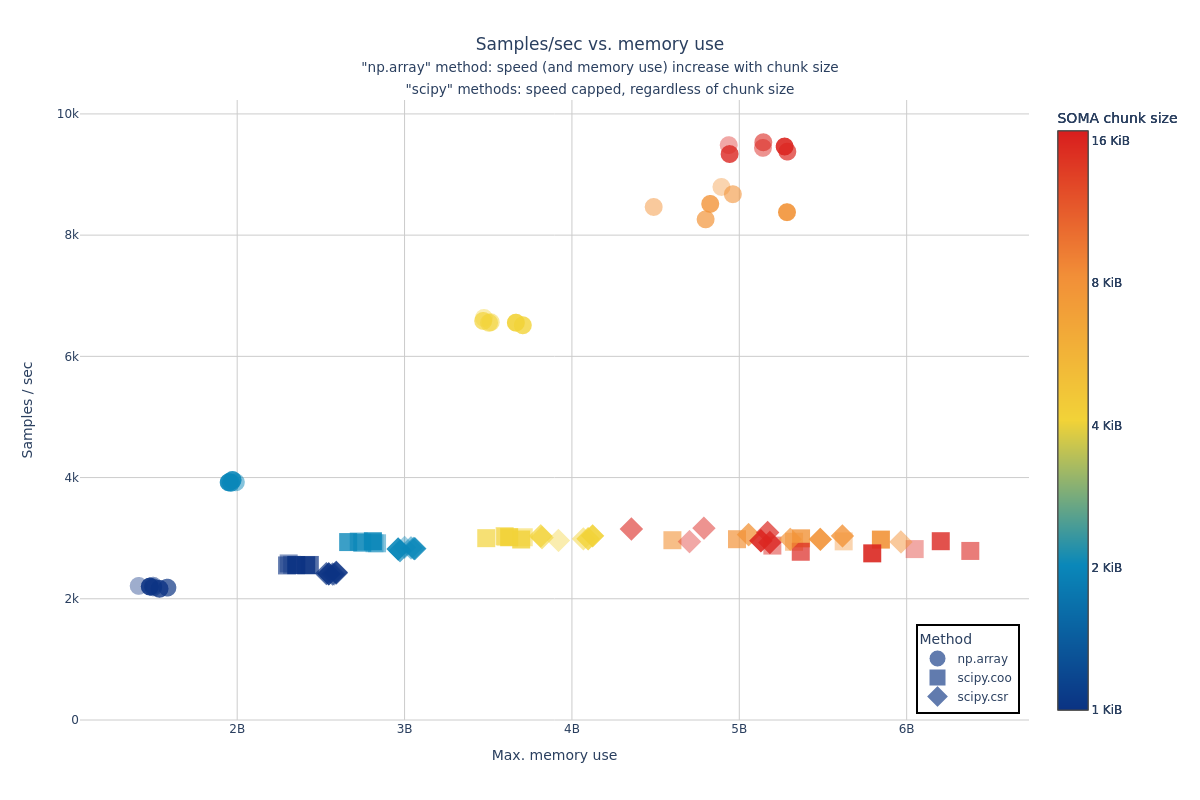 Samples/sec vs. memory use
"np.array" method: speed (and memory use) increase with chunk size
"scipy" methods: speed capped, regardless of chunk size
Samples / sec
10k
8k
6k
4k
2k
0
2B
3B
4B
5B
6B
Max. memory use
Method
np.array
scipy.coo
scipy.csr
SOMA chunk size
16 KiB
8 KiB
4 KiB
2 KiB
1 KiB